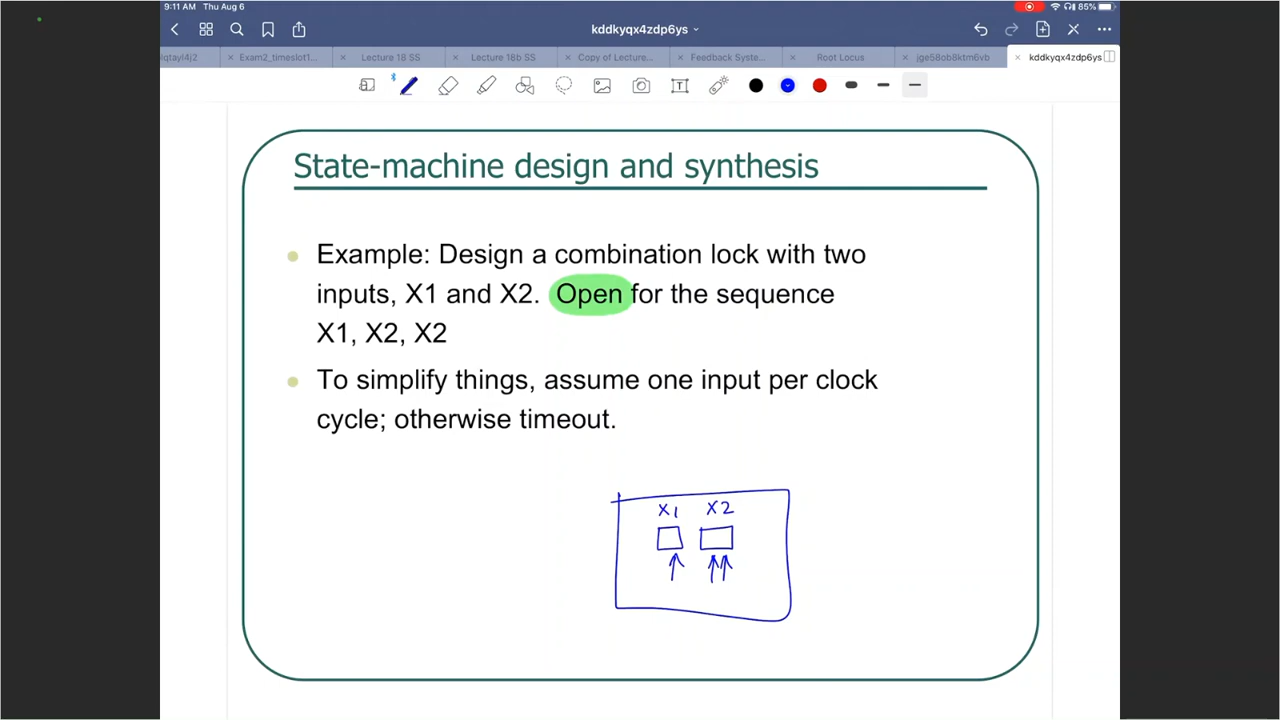 9:11 AM Thu Aug 6
85%
kddkyqx4zdp6ys
Exam2_timeslot1...
Lecture 18 SS
Lecture 18b SS
Copy of Lecture...
Feedback Syste...
Root Locus
jge58ob8ktm6vb
kddkyqx4zdp6ys
T
State-machine design and synthesis
Example: Design a combination lock with two
inputs, X1 and X2. Open for the sequence
X1, X2, X2
To simplify things, assume one input per clock
cycle; otherwise timeout.
X1 X2